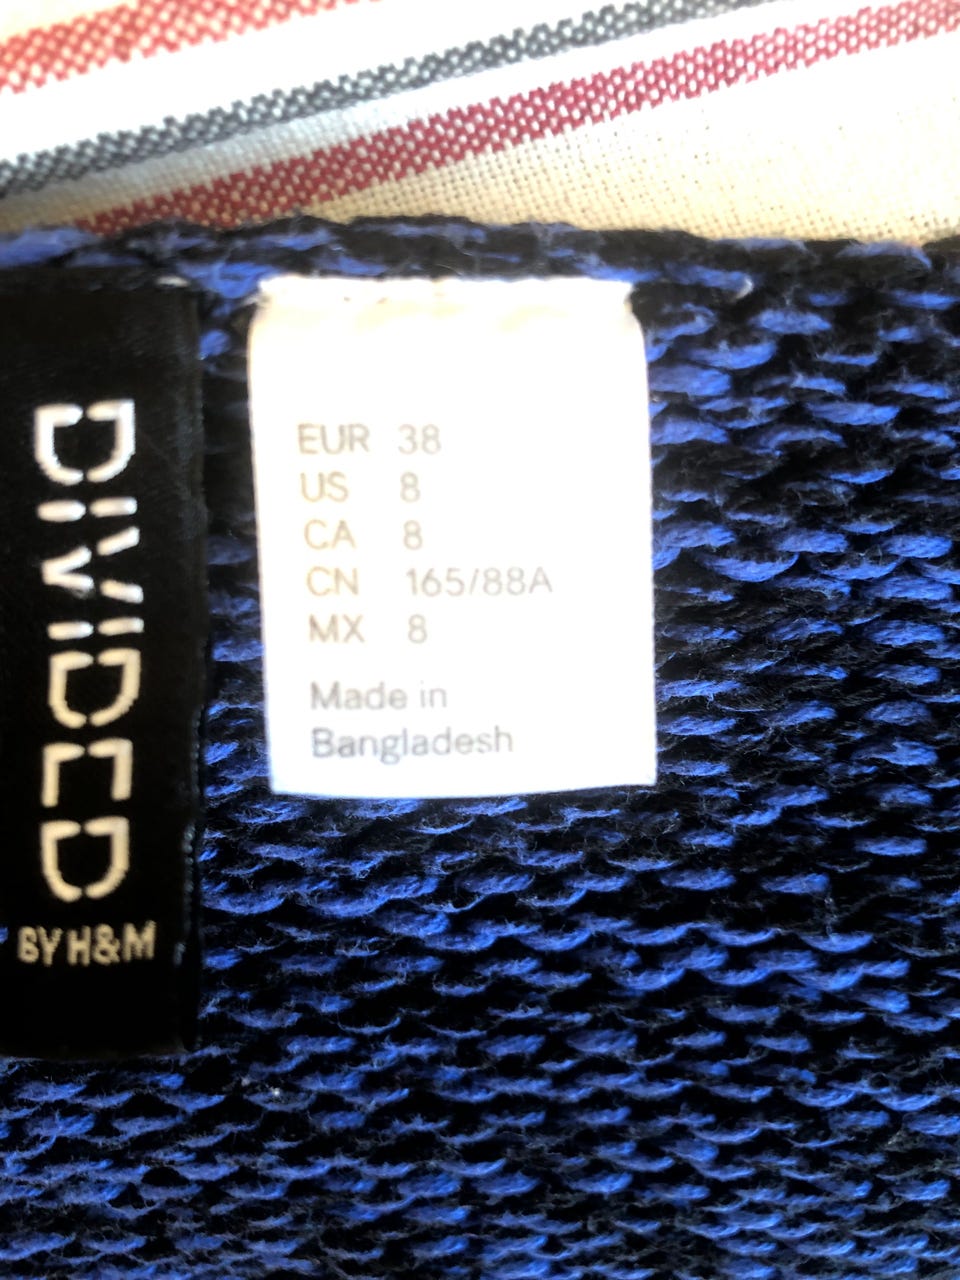 DIVIDED
BY H&M
EUR 38
US 8
CA 8
CN 165/88A
MX 8
Made in
Bangladesh